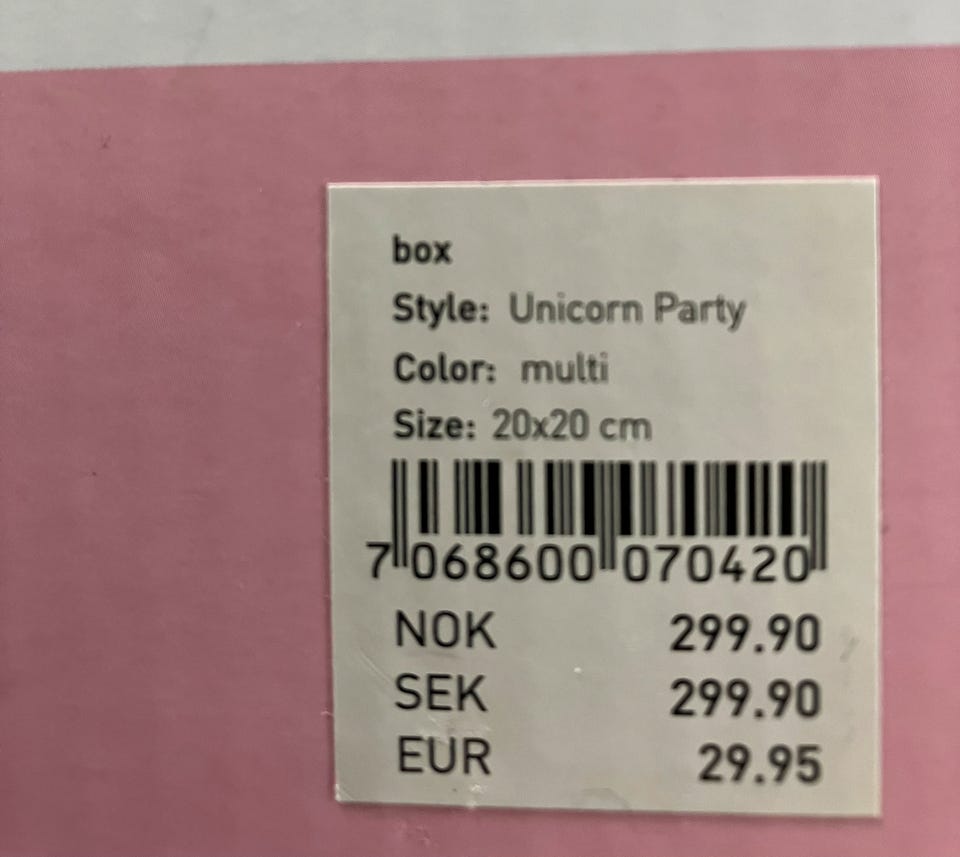 box
Style: Unicorn Party
Color: multi
Size: 20x20 cm
7 068600 070420
NOK 299.90
SEK 299.90
EUR 29.95